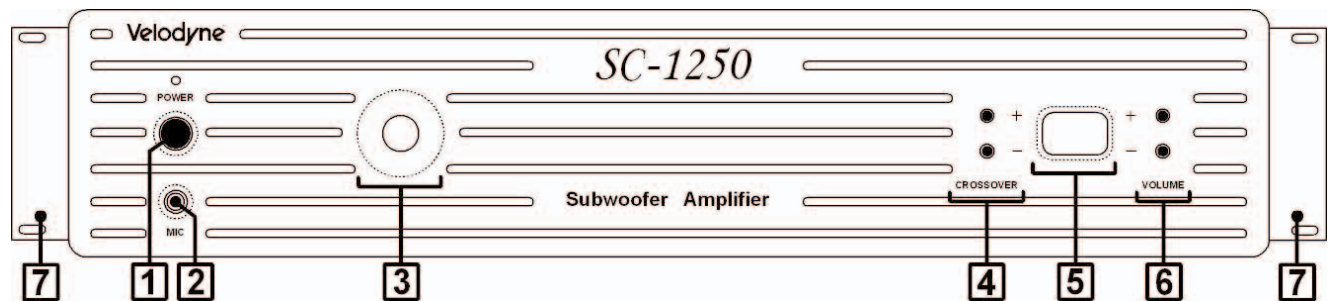 Velodyne
SC-1250
POWER
+ + 
- -
CROSSOVER VOLUME
Subwoofer Amplifier
MIC
7 1 2 3 4 5 6 7